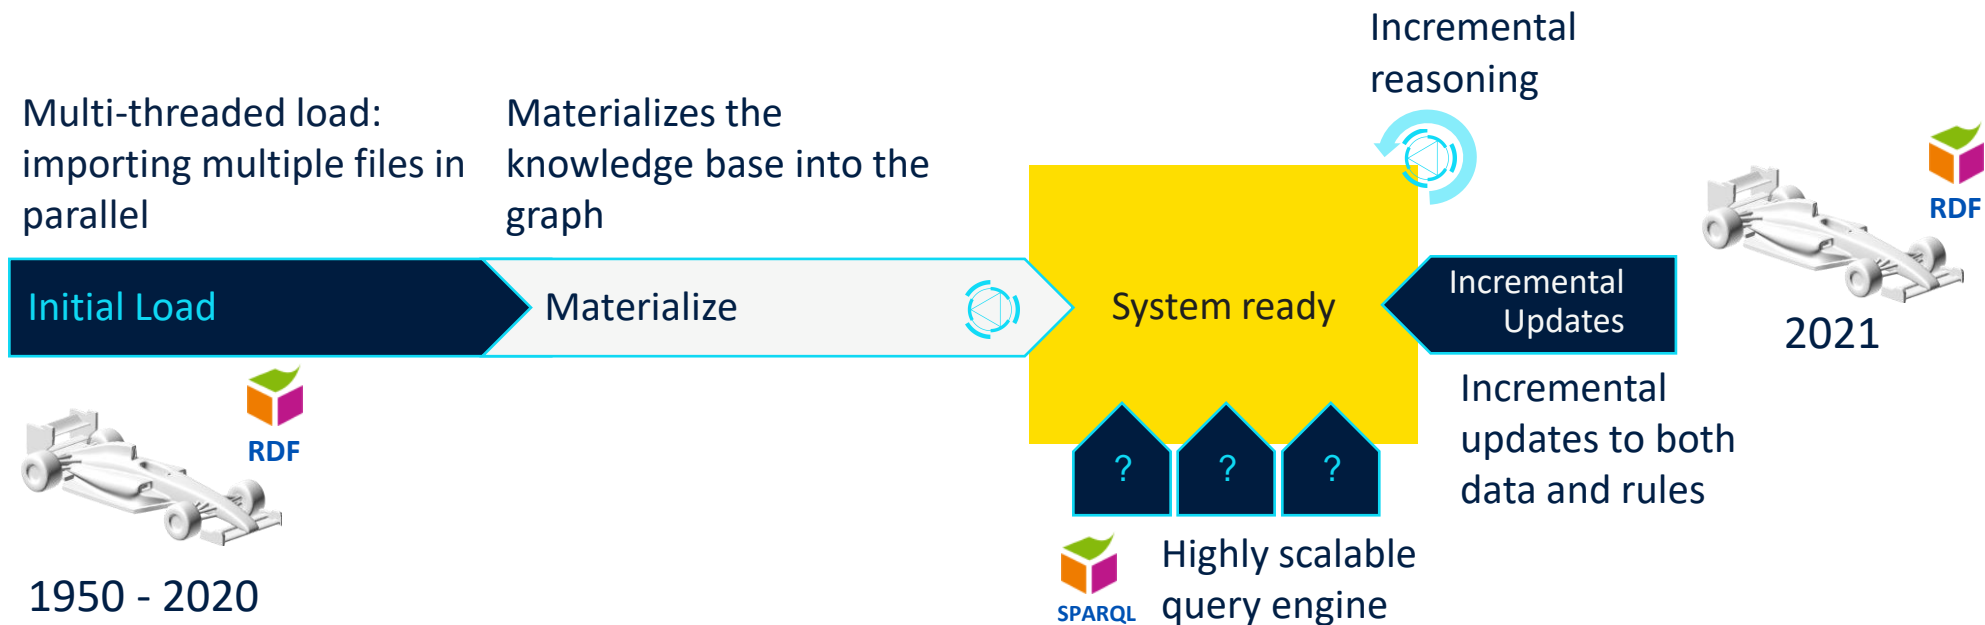 Multi-threaded load:
importing multiple files in
parallel
Materializes the
knowledge base into the
graph
Incremental
reasoning
RDF
Initial Load
Materialize
System ready
Incremental
Updates
2021
RDF
1950 - 2020
?
?
?
SPARQL
Highly scalable
query engine
Incremental
updates to both
data and rules